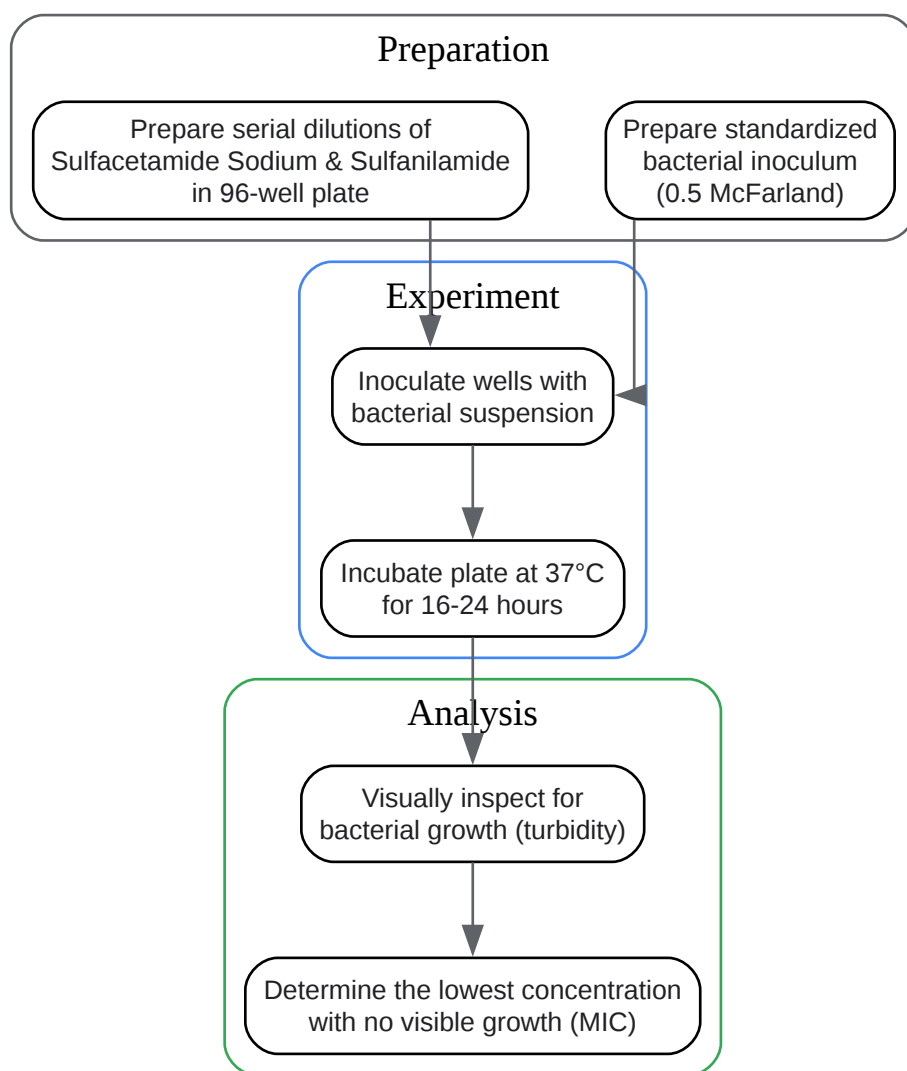 Preparation
Prepare serial dilutions of
Sulfacetamide Sodium & Sulfanilamide
in 96-well plate
Prepare standardized
bacterial inoculum
(0.5 McFarland)
Experiment
Inoculate wells with
bacterial suspension
Incubate plate at 37°C
for 16-24 hours
Analysis
Visually inspect for
bacterial growth (turbidity)
Determine the lowest concentration
with no visible growth (MIC)